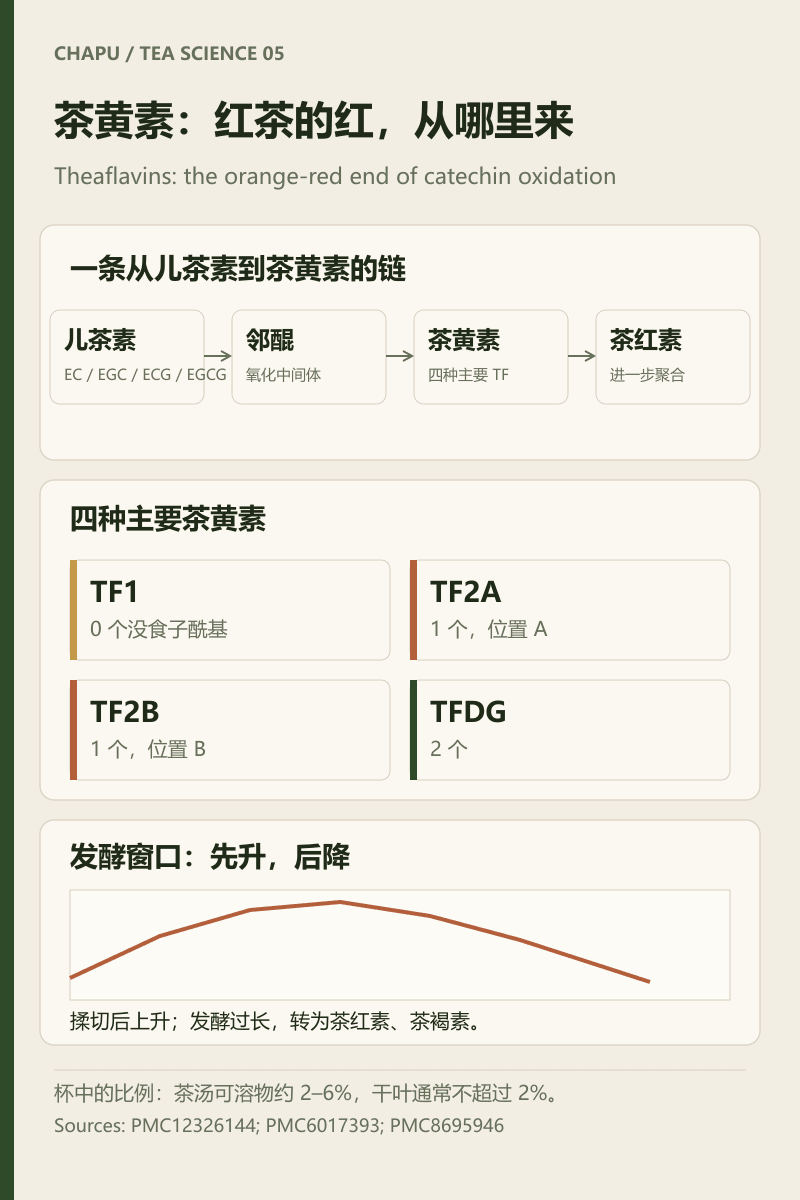 CHAPU / TEA SCIENCE 05
茶黄素：红茶的红，从哪里来
Theaflavins: the orange-red end of catechin oxidation
一条从儿茶素到茶黄素的链
儿茶素
EC / EGC / ECG / EGCG
邻醌
氧化中间体
茶黄素
四种主要 TF
茶红素
进一步聚合
四种主要茶黄素
TF1
0 个没食子酰基
TF2A
1 个，位置 A
TF2B
1 个，位置 B
TFDG
2 个
发酵窗口：先升，后降
揉切后上升；发酵过长，转为茶红素、茶褐素。
杯中的比例：茶汤可溶物约 2–6%，干叶通常不超过 2%。
Sources: PMC12326144; PMC6017393; PMC8695946